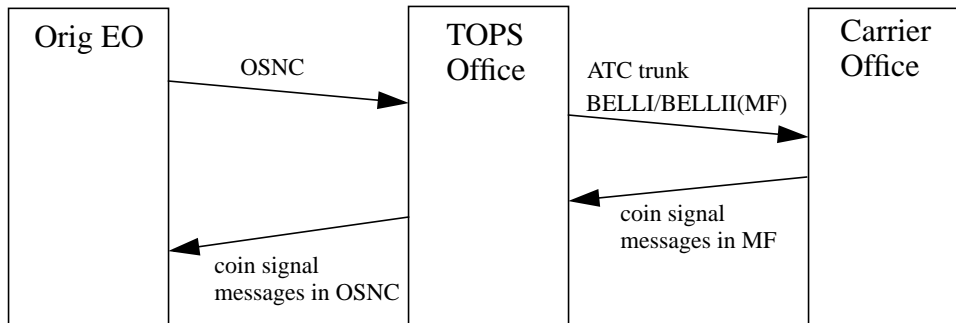 Orig EO
OSNC
TOPS
Office
ATC trunk
BELLI/BELLII(MF)
Carrier
Office
coin signal
messages in MF
coin signal
messages in OSNC